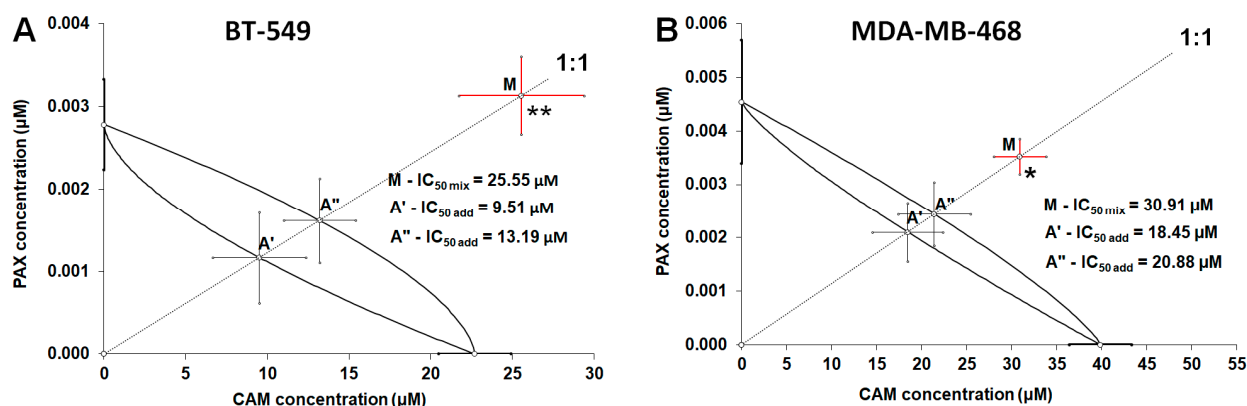 A
BT-549
0.004
0.003
0.002
0.001
0.000
PAX concentration (µM)
1:1
M
**
A"
A'
M - IC50 mix = 25.55 µM
A' - IC50 add = 9.51 µM
A" - IC50 add = 13.19 µM
0 5 10 15 20 25 30
CAM concentration (µM)
B
MDA-MB-468
0.006
0.005
0.004
0.003
0.002
0.001
0.000
PAX concentration (µM)
1:1
M
*
A"
A'
M - IC50 mix = 30.91 µM
A' - IC50 add = 18.45 µM
A" - IC50 add = 20.88 µM
0 5 10 15 20 25 30 35 40 45 50 55
CAM concentration (µM)